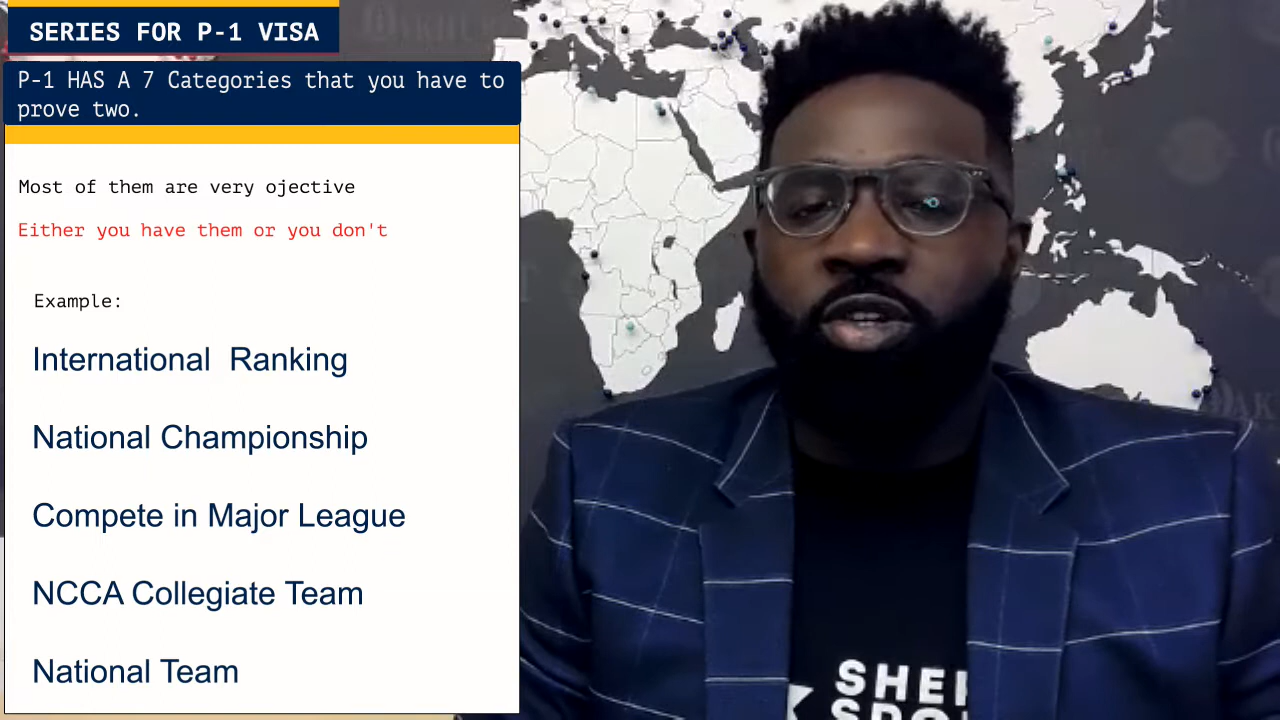 SERIES FOR P-1 VISA
P-1 HAS A 7 Categories that you have to
prove two.
Most of them are very ojective
Either you have them or you don't
Example:
International Ranking
National Championship
Compete in Major League
NCCA Collegiate Team
National Team